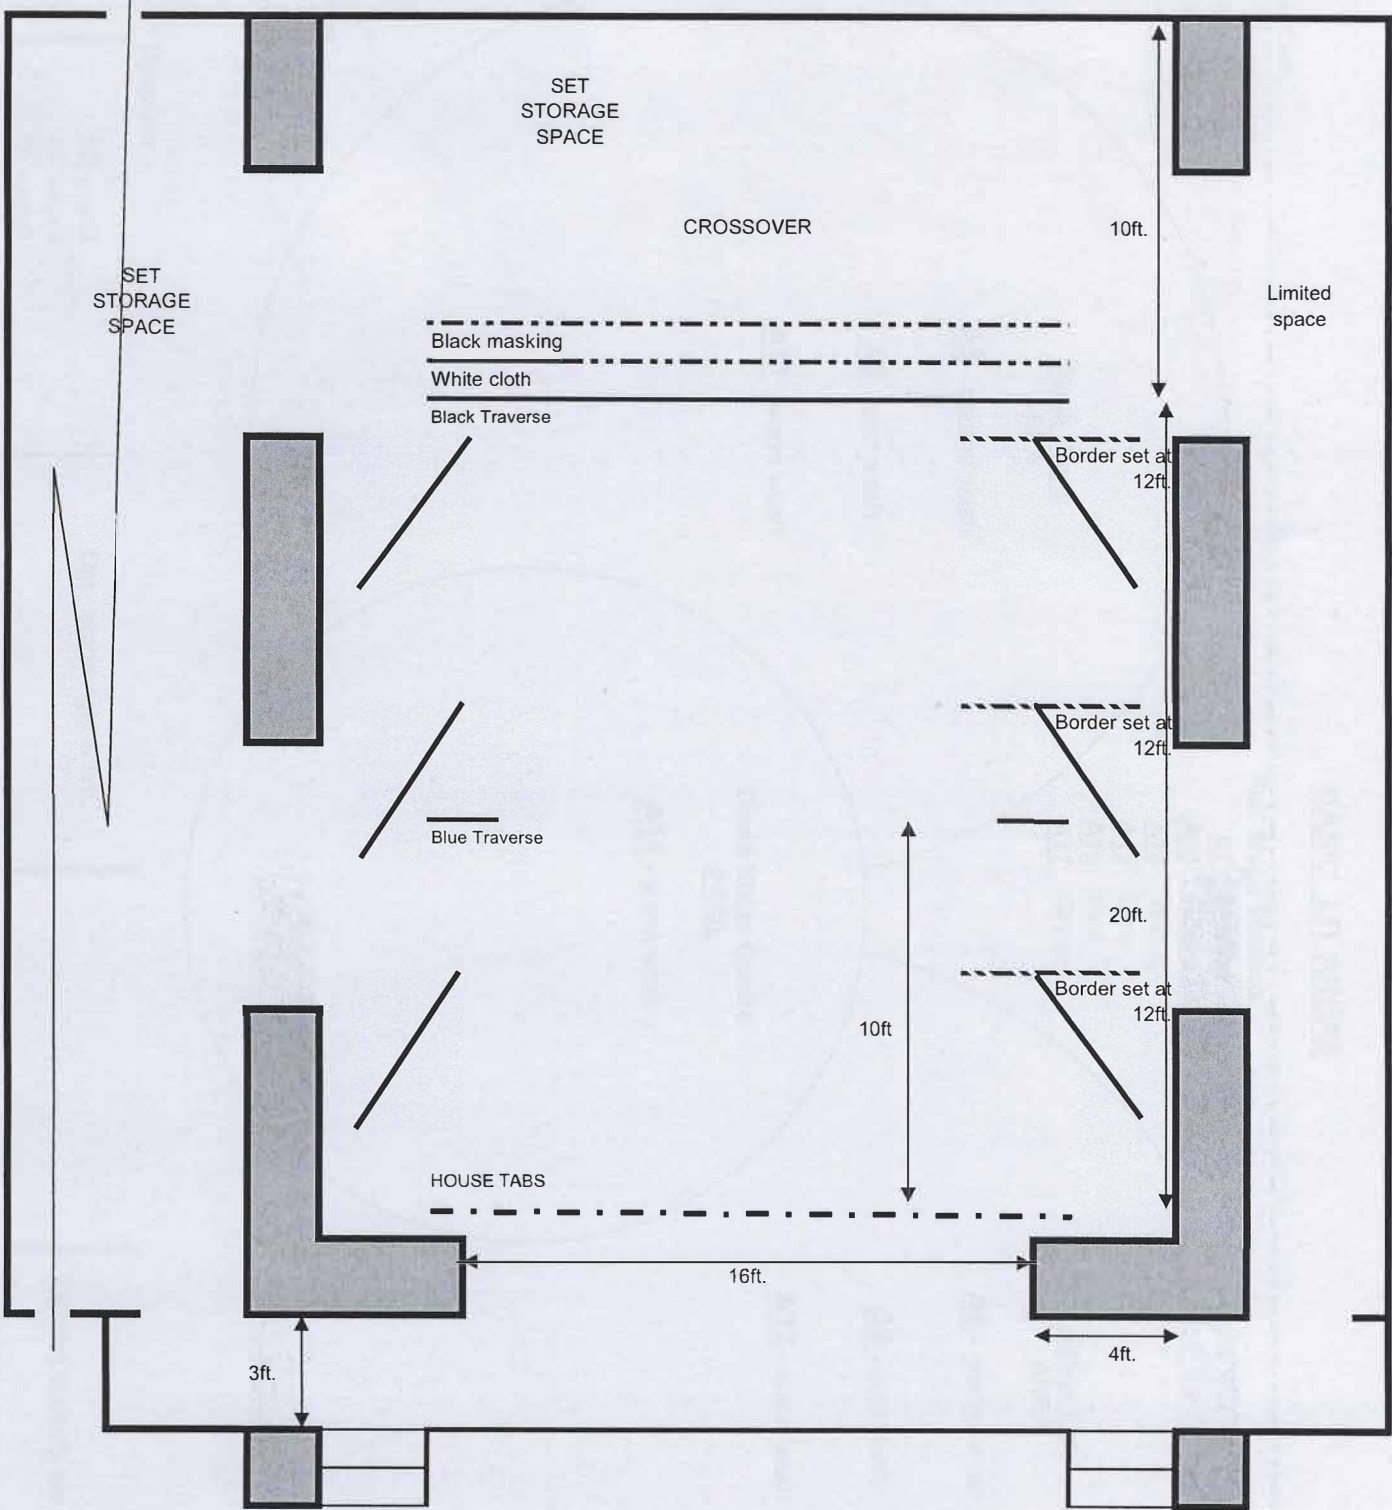 SET
STORAGE
SPACE
CROSSOVER
10ft.
SET
STORAGE
SPACE
Limited
space
Black masking
White cloth
Black Traverse
Border set at
12ft.
Border set at
12ft.
Blue Traverse
20ft.
Border set at
12ft.
10ft
HOUSE TABS
16ft.
4ft.
3ft.